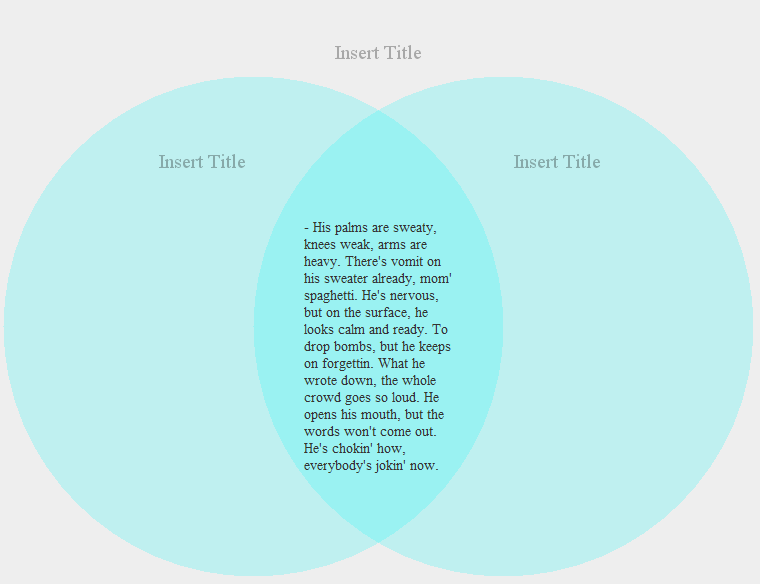 Insert Title
Insert Title
Insert Title
- His palms are sweaty,
knees weak, arms are
heavy. There's vomit on
his sweater already, mom'
spaghetti. He's nervous,
but on the surface, he
looks calm and ready. To
drop bombs, but he keeps
on forgettin. What he
wrote down, the whole
crowd goes so loud. He
opens his mouth, but the
words won't come out.
He's chokin' how,
everybody's jokin' now.